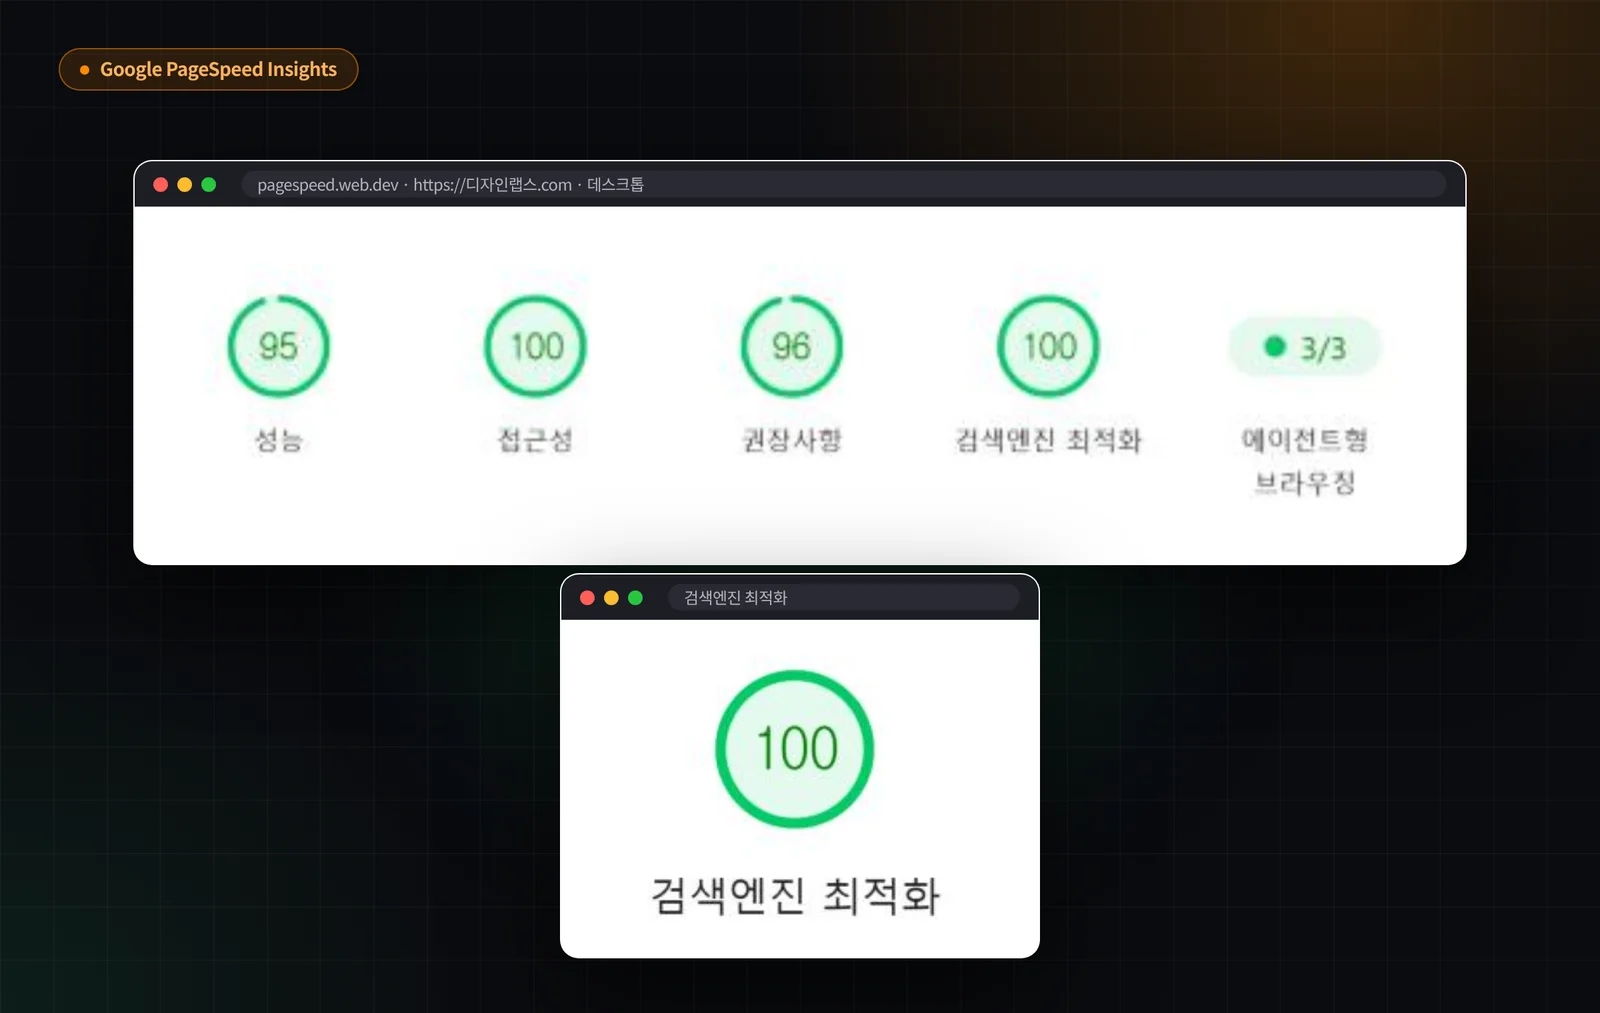 Google PageSpeed Insights
pagespeed.web.dev · https://디자인랩스.com · 데스크톱
95
100
96
100
3/3
성능
접근성
권장사항
검색엔진 최적화
에이전트형
브라우징
검색엔진 최적화
100
검색엔진 최적화